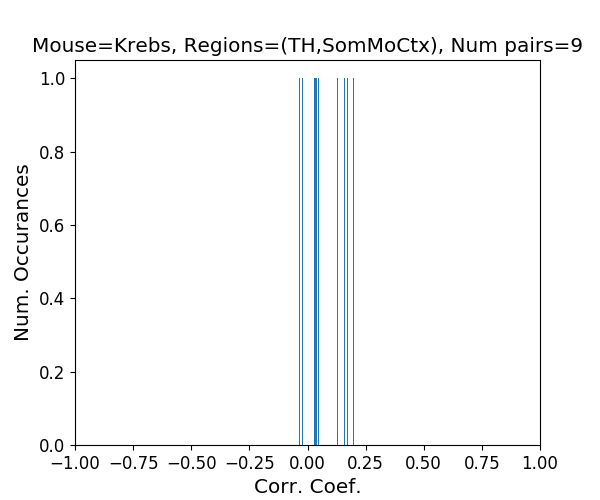 Mouse=Krebs, Regions=(TH,SomMoCtx), Num pairs=9
1.0
0.8
0.6
0.4
0.2
0.0
Num. Occurances
−1.00 −0.75 −0.50 −0.25 0.00 0.25 0.50 0.75 1.00
Corr. Coef.